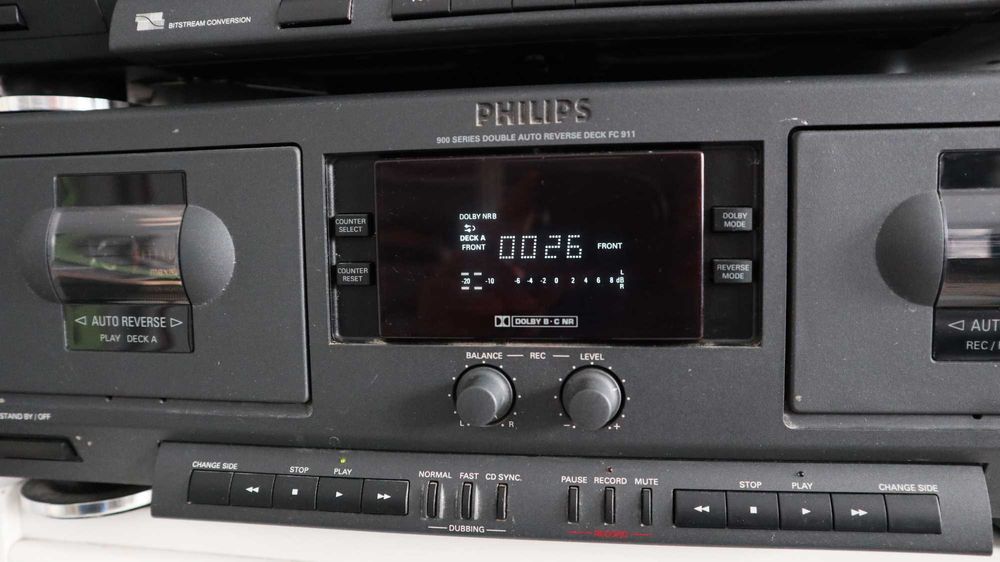 BITSTREAM CONVERSION
PHILIPS
900 SERIES DOUBLE AUTO REVERSE DECK FC 911
COUNTER SELECT
COUNTER RESET
DOLBY NR B
DECK A
FRONT
0026
FRONT
-20 -10 -6 -4 -2 0 2 4 6 8 dB
L
R
DOLBY B·C NR
DOLBY MODE
REVERSE MODE
maxell
◁ AUTO REVERSE ▷
PLAY DECK A
◁ AUT
REC /
BALANCE — REC — LEVEL
L R
- +
STAND BY / OFF
CHANGE SIDE STOP PLAY
NORMAL FAST CD SYNC.
DUBBING
PAUSE RECORD MUTE
RECORD
STOP PLAY CHANGE SIDE